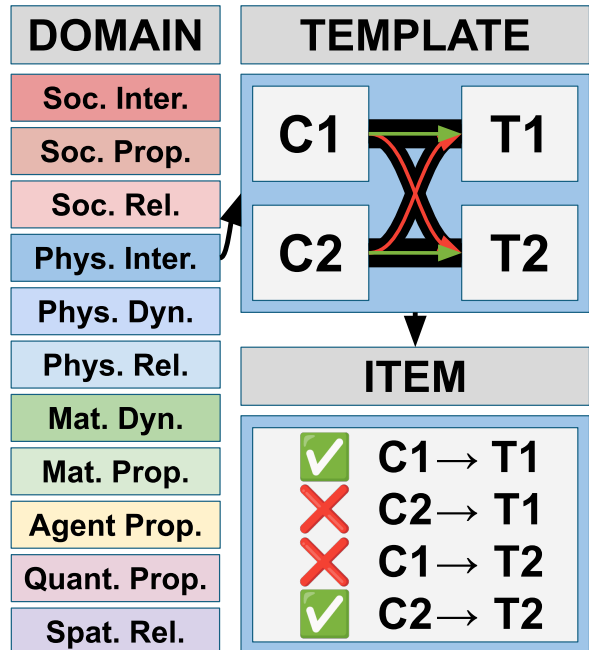 DOMAIN
Soc. Inter.
Soc. Prop.
Soc. Rel.
Phys. Inter.
Phys. Dyn.
Phys. Rel.
Mat. Dyn.
Mat. Prop.
Agent Prop.
Quant. Prop.
Spat. Rel.
TEMPLATE
C1 T1
C2 T2
ITEM
✅ C1→ T1
❌ C2→ T1
❌ C1→ T2
✅ C2→ T2